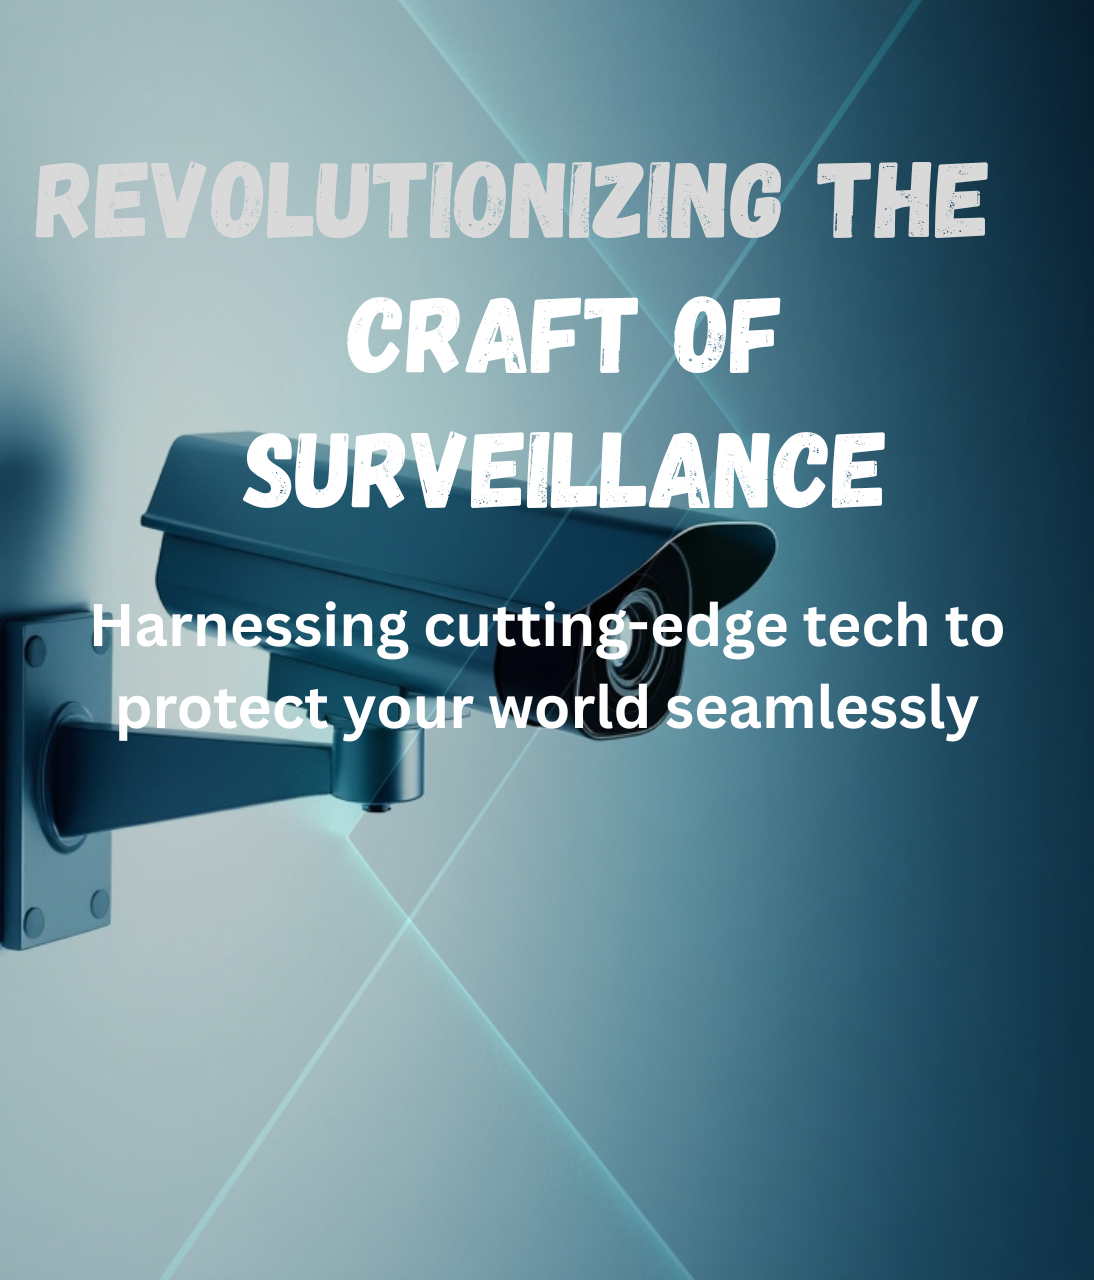 REVOLUTIONIZING THE
CRAFT OF
SURVEILLANCE
Harnessing cutting-edge tech to
protect your world seamlessly